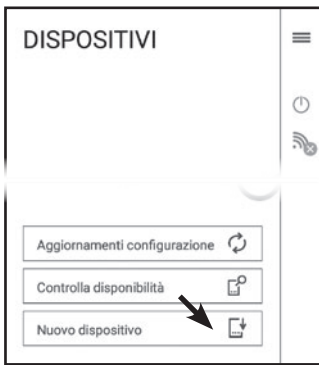 DISPOSITIVI
Aggiornamenti configurazione
Controlla disponibilità
Nuovo dispositivo